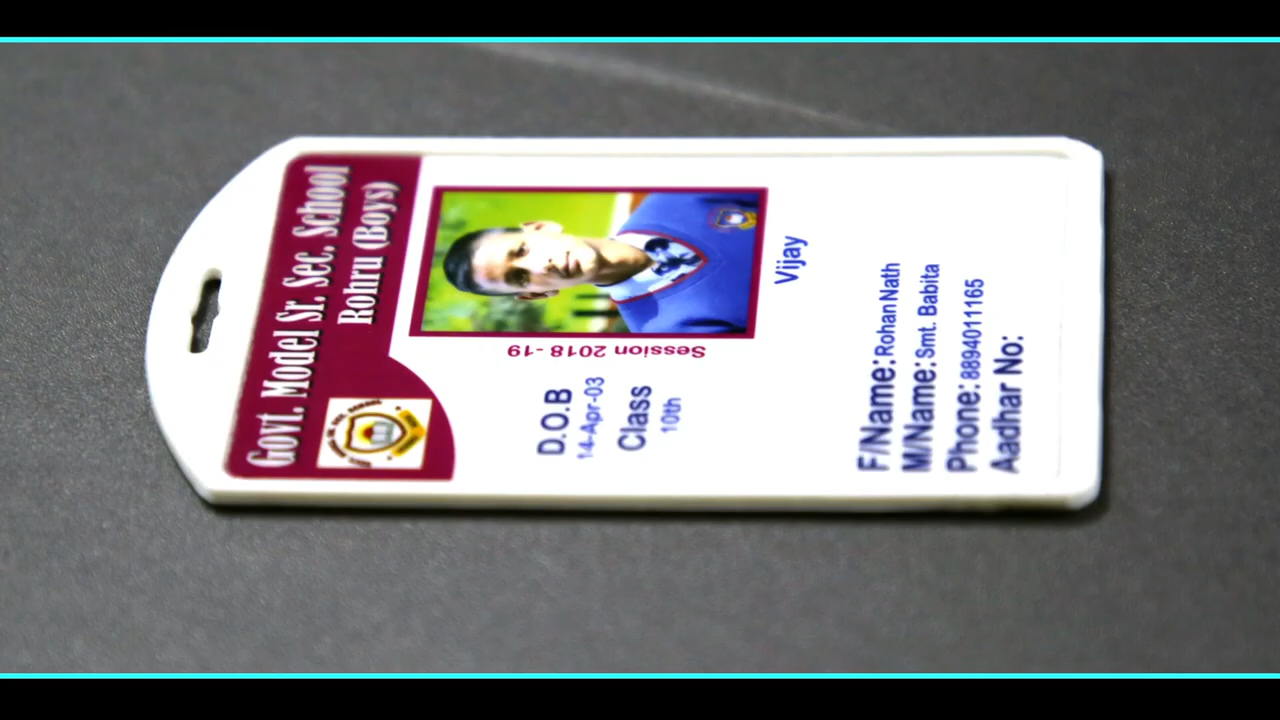 Govt. Model Sr. Sec. School
Rohru (Boys)
Session 2018 -19
D.O.B
14-Apr-03
Class
10th
Vijay
F/Name: Rohan Nath
M/Name: Smt. Babita
Phone: 8894011165
Aadhar No: